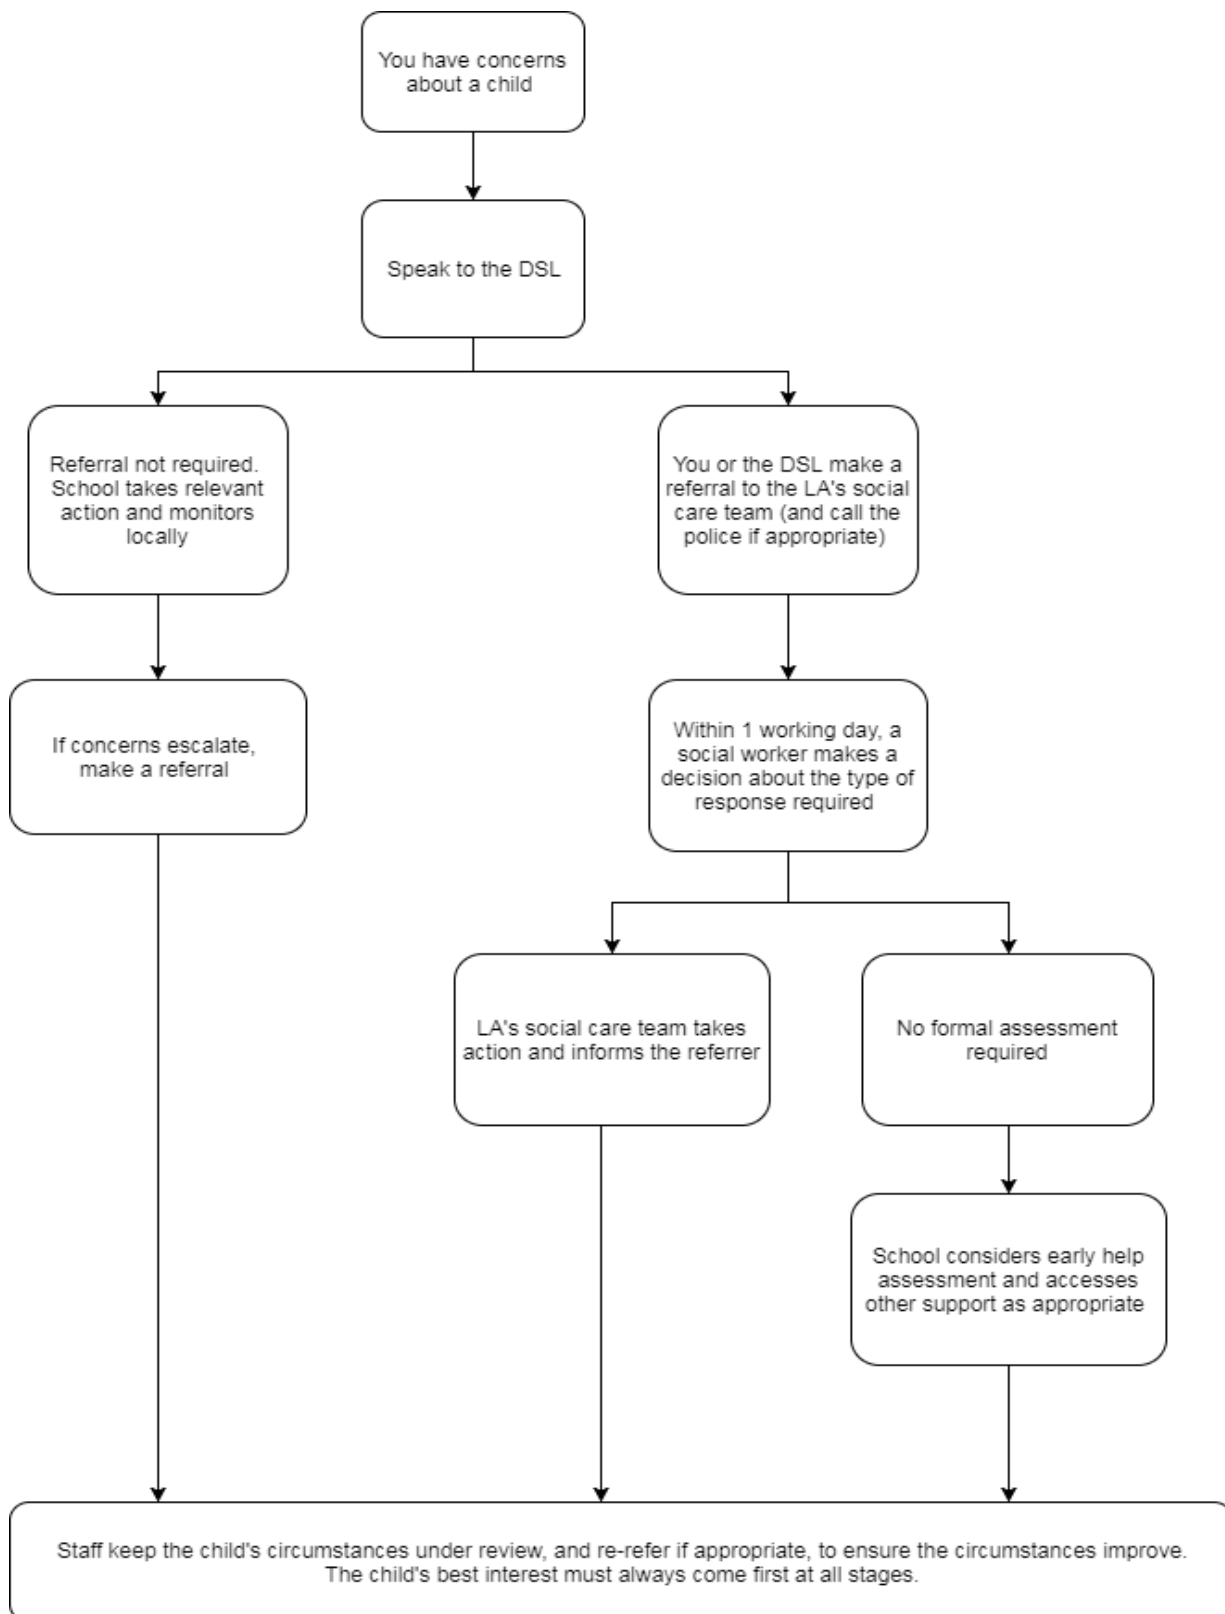 You have concerns
about a child
Speak to the DSL
Referral not required.
School takes relevant
action and monitors
locally
You or the DSL make a
referral to the LA's social
care team (and call the
police if appropriate)
If concerns escalate,
make a referral
Within 1 working day, a
social worker makes a
decision about the type of
response required
LA's social care team takes
action and informs the referrer
No formal assessment
required
School considers early help
assessment and accesses
other support as appropriate
Staff keep the child's circumstances under review, and re-refer if appropriate, to ensure the circumstances improve.
The child's best interest must always come first at all stages.